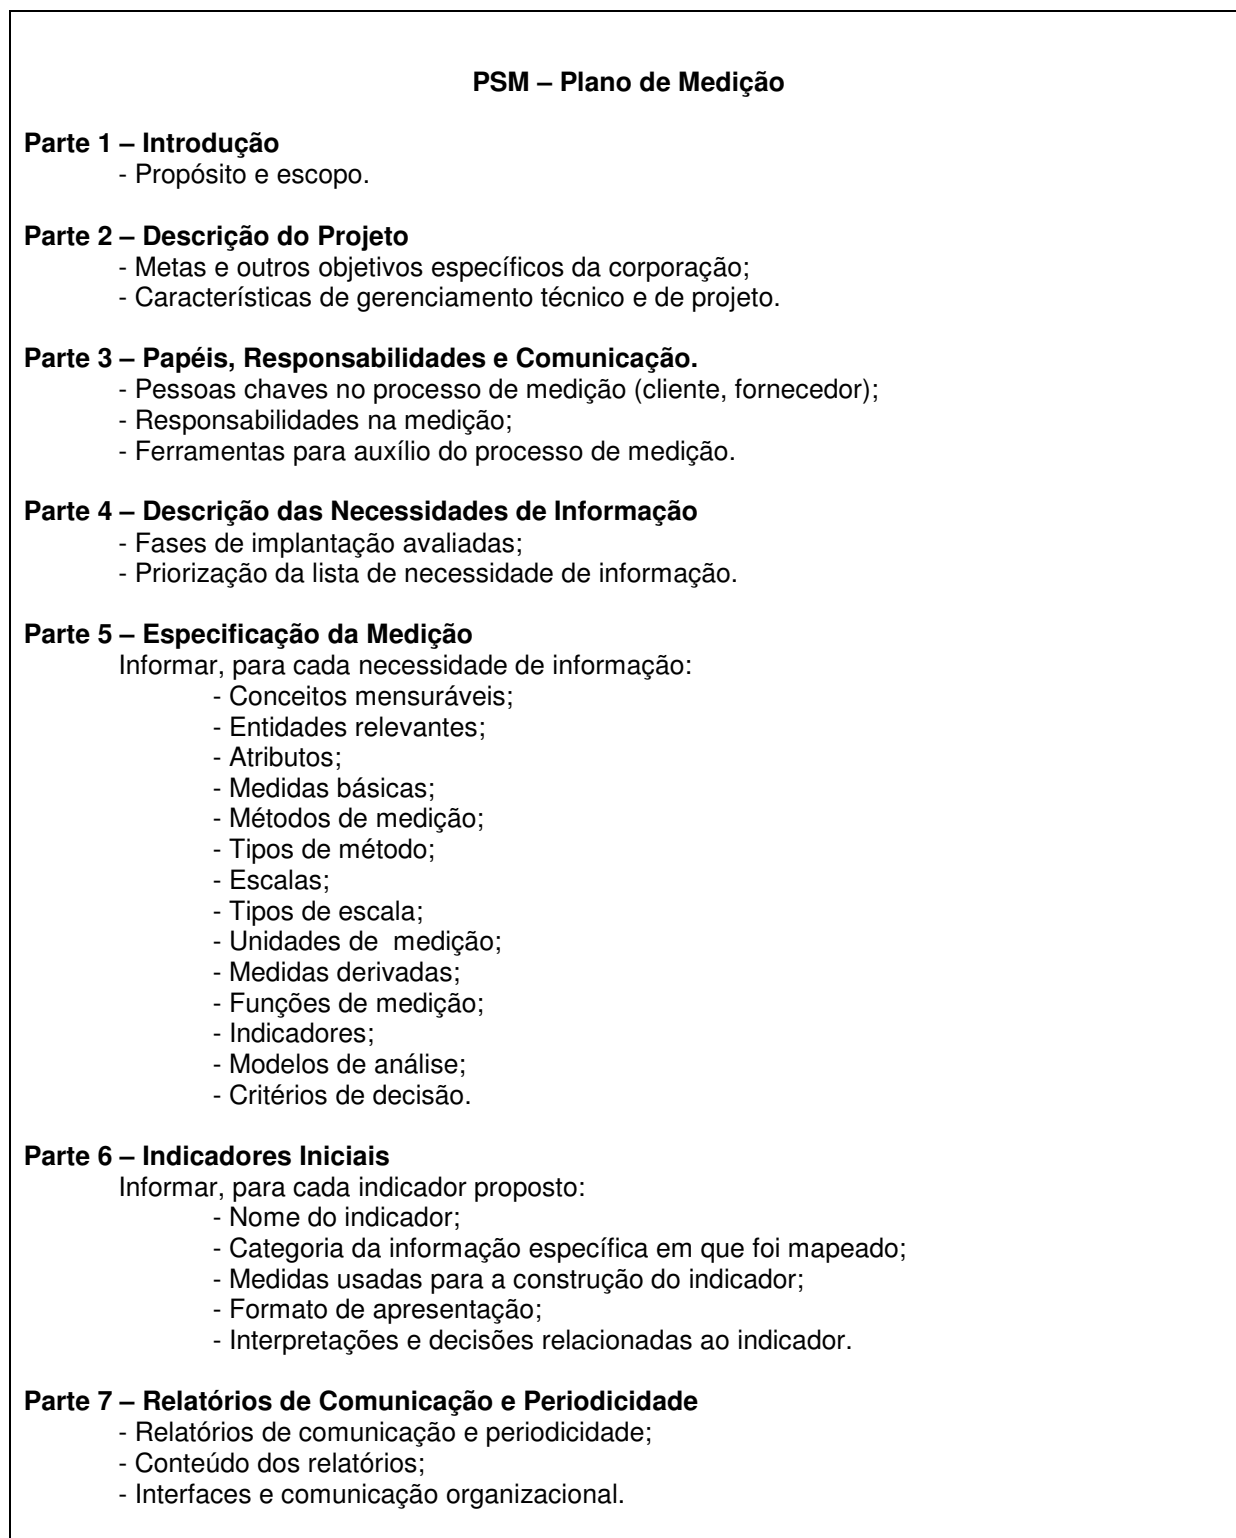 PSM – Plano de Medição
Parte 1 – Introdução
- Propósito e escopo.
Parte 2 – Descrição do Projeto
- Metas e outros objetivos específicos da corporação;
- Características de gerenciamento técnico e de projeto.
Parte 3 – Papéis, Responsabilidades e Comunicação.
- Pessoas chaves no processo de medição (cliente, fornecedor);
- Responsabilidades na medição;
- Ferramentas para auxílio do processo de medição.
Parte 4 – Descrição das Necessidades de Informação
- Fases de implantação avaliadas;
- Priorização da lista de necessidade de informação.
Parte 5 – Especificação da Medição
Informar, para cada necessidade de informação:
- Conceitos mensuráveis;
- Entidades relevantes;
- Atributos;
- Medidas básicas;
- Métodos de medição;
- Tipos de método;
- Escalas;
- Tipos de escala;
- Unidades de  medição;
- Medidas derivadas;
- Funções de medição;
- Indicadores;
- Modelos de análise;
- Critérios de decisão.
Parte 6 – Indicadores Iniciais
Informar, para cada indicador proposto:
- Nome do indicador;
- Categoria da informação específica em que foi mapeado;
- Medidas usadas para a construção do indicador;
- Formato de apresentação;
- Interpretações e decisões relacionadas ao indicador.
Parte 7 – Relatórios de Comunicação e Periodicidade
- Relatórios de comunicação e periodicidade;
- Conteúdo dos relatórios;
- Interfaces e comunicação organizacional.